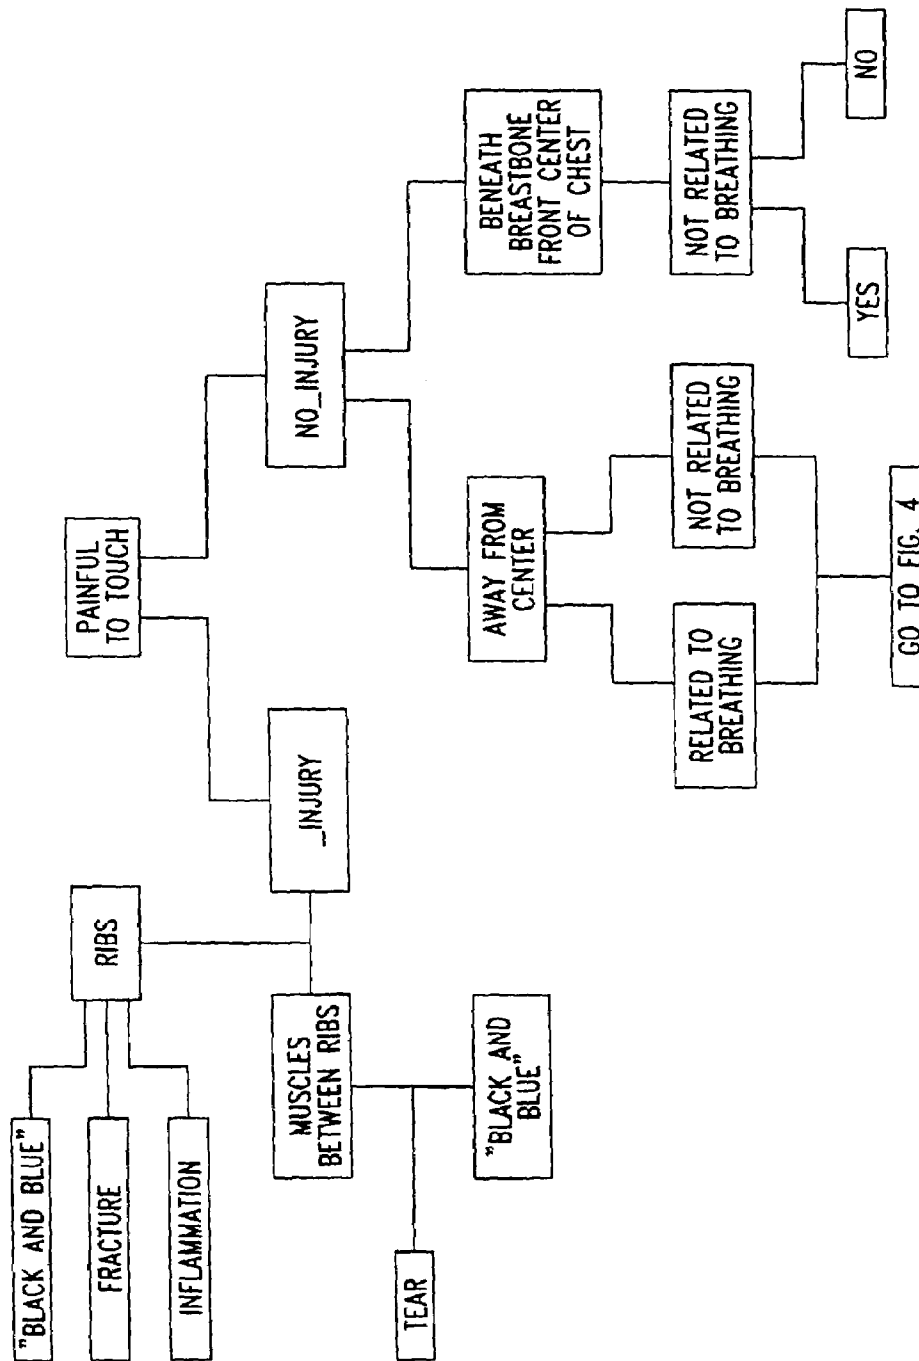 PAINFUL
TO TOUCH
"BLACK AND BLUE"
FRACTURE
INFLAMMATION
RIBS
_INJURY
NO_INJURY
MUSCLES
BETWEEN RIBS
TEAR
"BLACK AND
BLUE"
AWAY FROM
CENTER
BENEATH
BREASTBONE
FRONT CENTER
OF CHEST
RELATED TO
BREATHING
NOT RELATED
TO BREATHING
NOT RELATED
TO BREATHING
YES
NO
GO TO FIG. 4